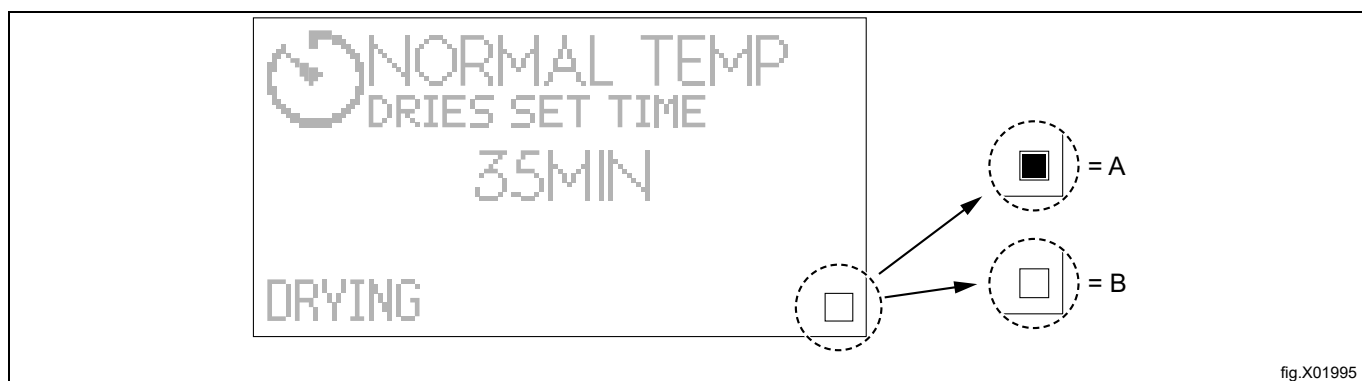 NORMAL TEMP
DRIES SET TIME
35MIN
DRYING
= A
= B
fig.X01995